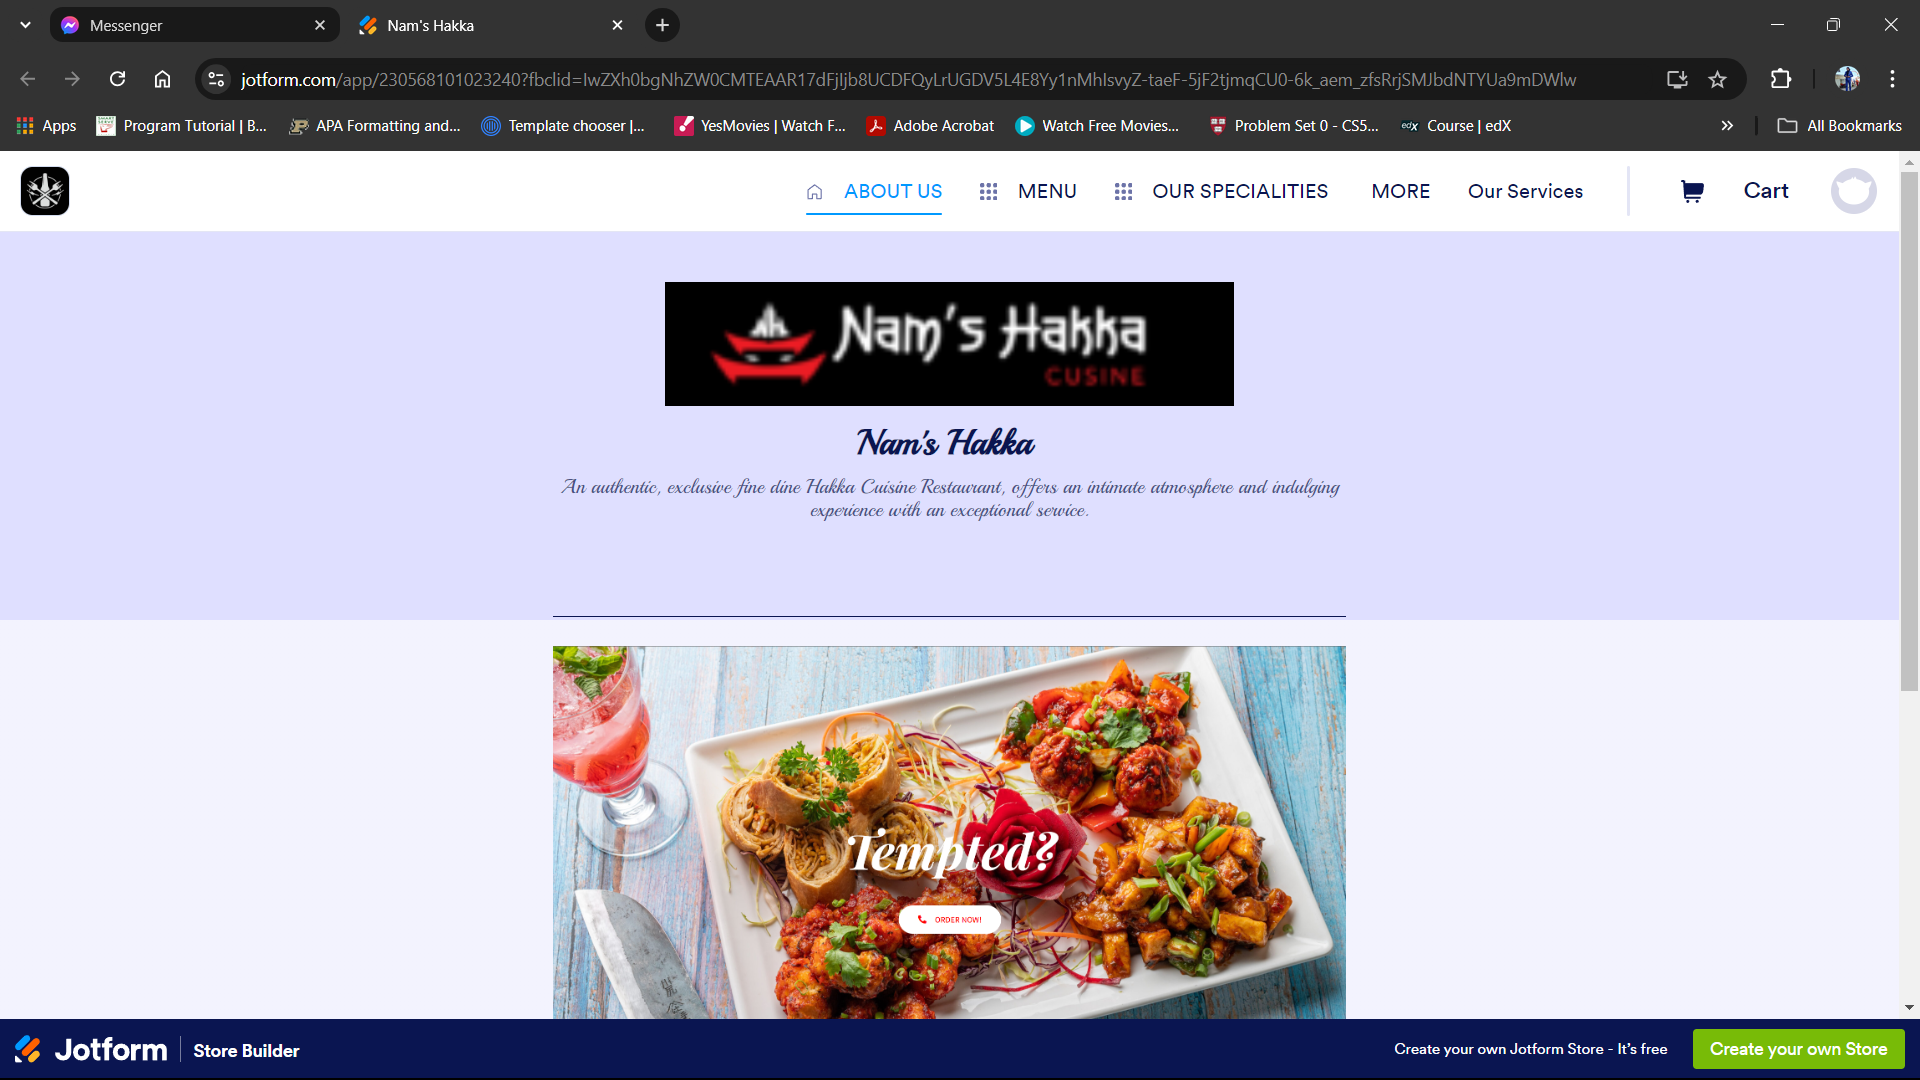 Messenger
Nam's Hakka
jotform.com/app/230568101023240?fbclid=IwZXh0bgNhZW0CMTEAAR17dFjJjb8UCDFQyLrUGDV5L4E8Yy1nMhIsvyZ-taeF-5jF2tjmqCU0-6k_aem_zfsRrjSMJbdNTYUa9mDWlw
Apps
Program Tutorial | B...
APA Formatting and...
Template chooser |...
YesMovies | Watch F...
Adobe Acrobat
Watch Free Movies...
Problem Set 0 - CS5...
edX
Course | edX
All Bookmarks
ABOUT US
MENU
OUR SPECIALITIES
MORE
Our Services
Cart
Nam's Hakka
CUSINE
Nam's Hakka
An authentic, exclusive fine dine Hakka Cuisine Restaurant, offers an intimate atmosphere and indulging
experience with an exceptional service.
Tempted?
ORDER NOW!
Jotform
Store Builder
Create your own Jotform Store - It's free
Create your own Store